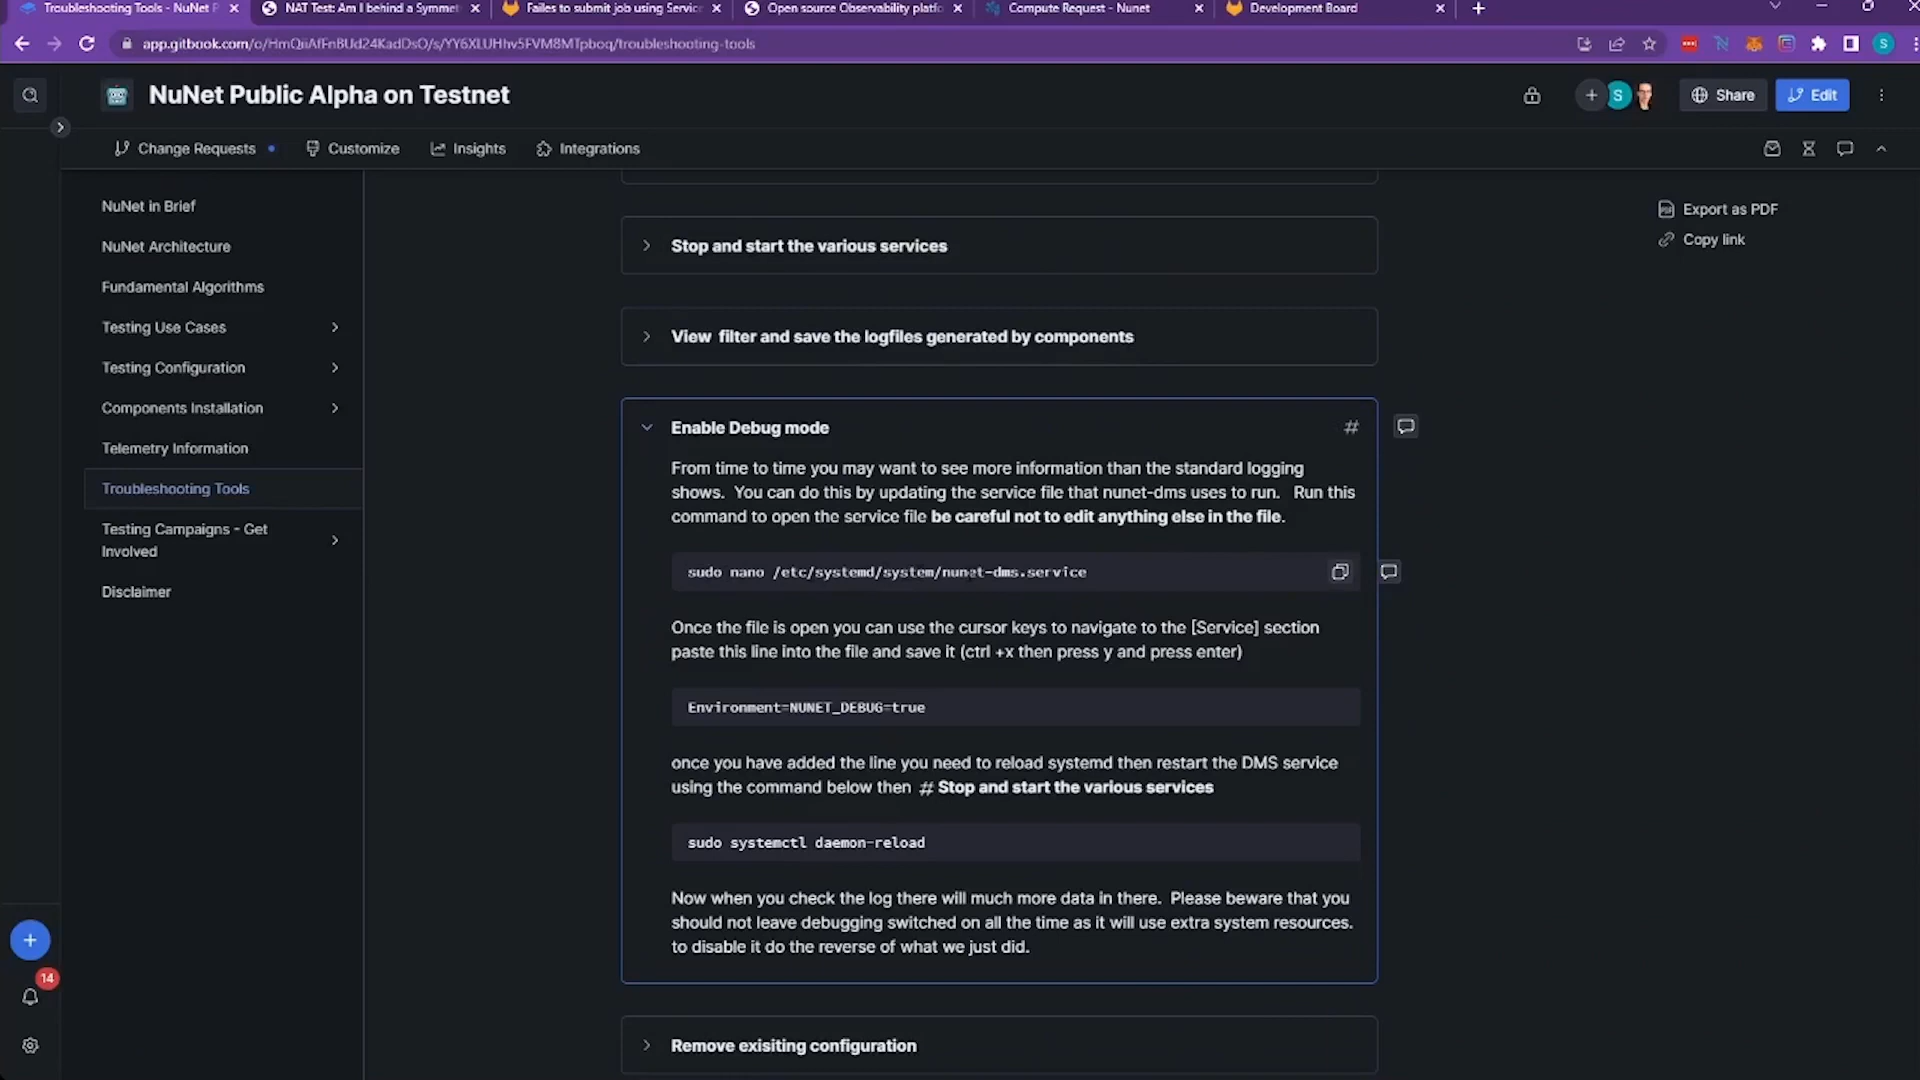 Troubleshooting Tools - NuNet P
NAT Test: Am I behind a Symmet
Failes to submit job using Servic
Open source Observability platfo
Compute Request - Nunet
Development Board
app.gitbook.com/o/HmQiiAfFnBUd24KadDsO/s/YY6XLUHhv5FVM8MTpboq/troubleshooting-tools
S
NuNet Public Alpha on Testnet
S
Share
Edit
Change Requests
Customize
Insights
Integrations
NuNet in Brief
NuNet Architecture
Fundamental Algorithms
Testing Use Cases
Testing Configuration
Components Installation
Telemetry Information
Troubleshooting Tools
Testing Campaigns - Get
Involved
Disclaimer
14
Stop and start the various services
View filter and save the logfiles generated by components
Enable Debug mode
#
From time to time you may want to see more information than the standard logging
shows. You can do this by updating the service file that nunet-dms uses to run. Run this
command to open the service file be careful not to edit anything else in the file.
sudo nano /etc/systemd/system/nunet-dms.service
Once the file is open you can use the cursor keys to navigate to the [Service] section
paste this line into the file and save it (ctrl +x then press y and press enter)
Environment=NUNET_DEBUG=true
once you have added the line you need to reload systemd then restart the DMS service
using the command below then # Stop and start the various services
sudo systemctl daemon-reload
Now when you check the log there will much more data in there. Please beware that you
should not leave debugging switched on all the time as it will use extra system resources.
to disable it do the reverse of what we just did.
Remove exisiting configuration
Export as PDF
Copy link